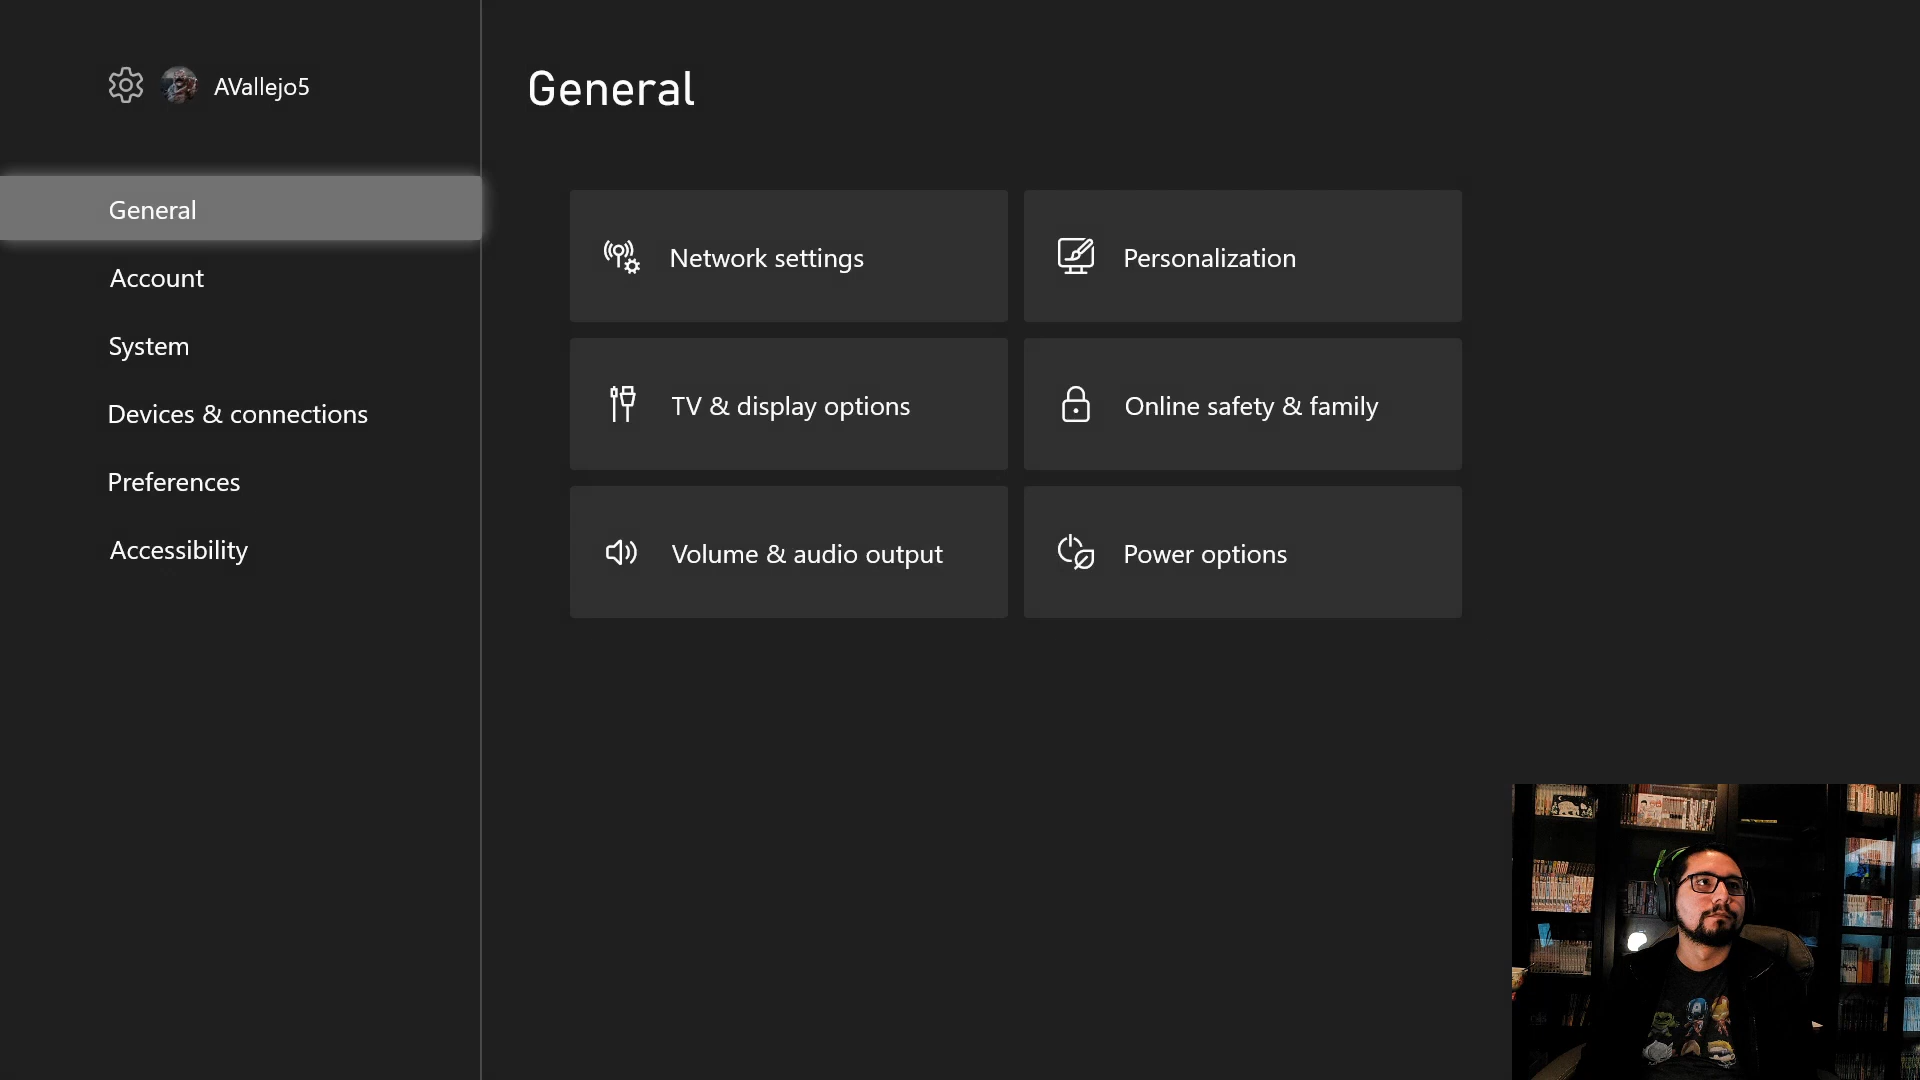 AVallejo5
General
Account
System
Devices & connections
Preferences
Accessibility
General
Network settings
Personalization
TV & display options
Online safety & family
Volume & audio output
Power options